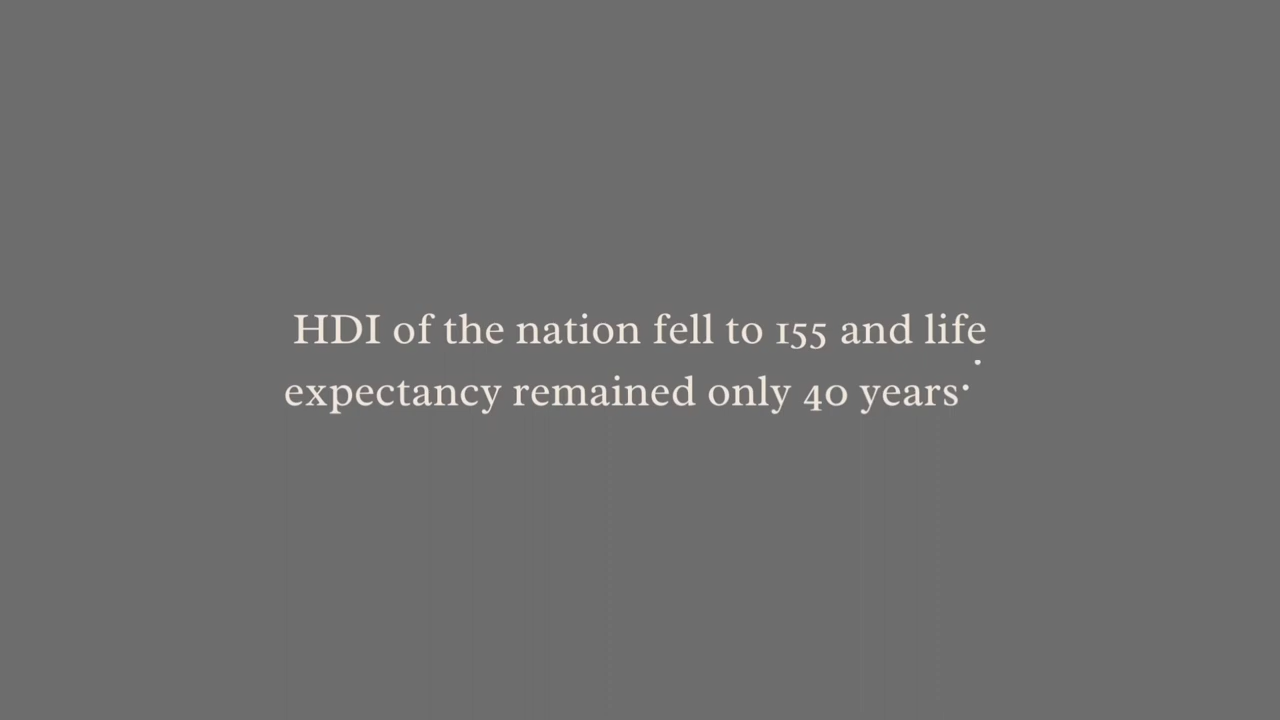 HDI of the nation fell to 155 and life
expectancy remained only 40 years.